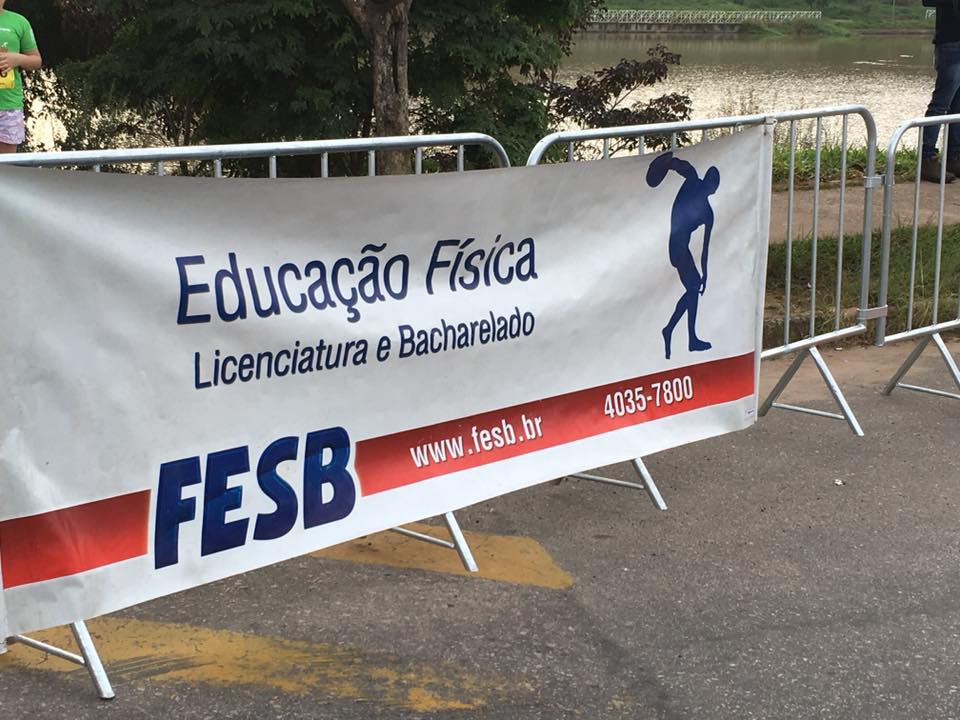 Educação Física
Licenciatura e Bacharelado
FESB
www.fesb.br 4035-7800